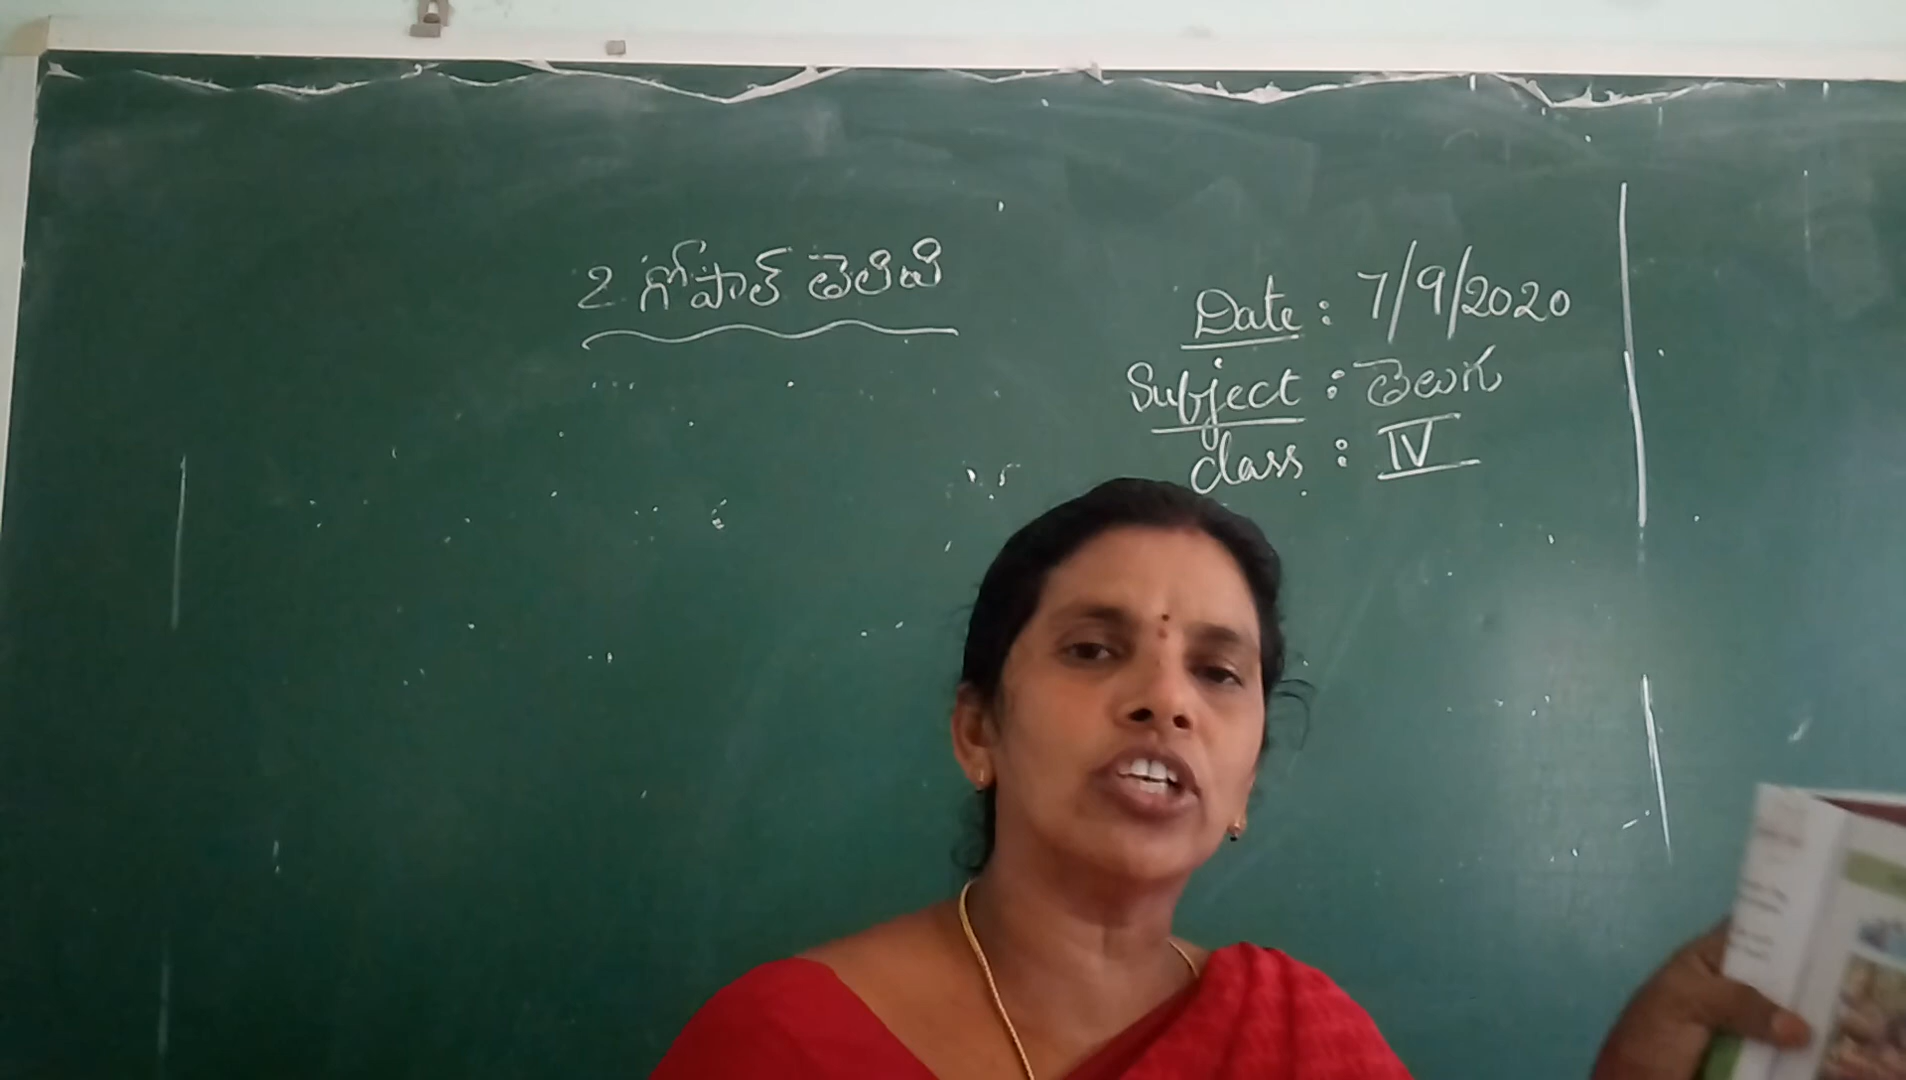 2 గోపాల్ తెలివి
Date : 7/9/2020
Subject : తెలుగు
class : IV